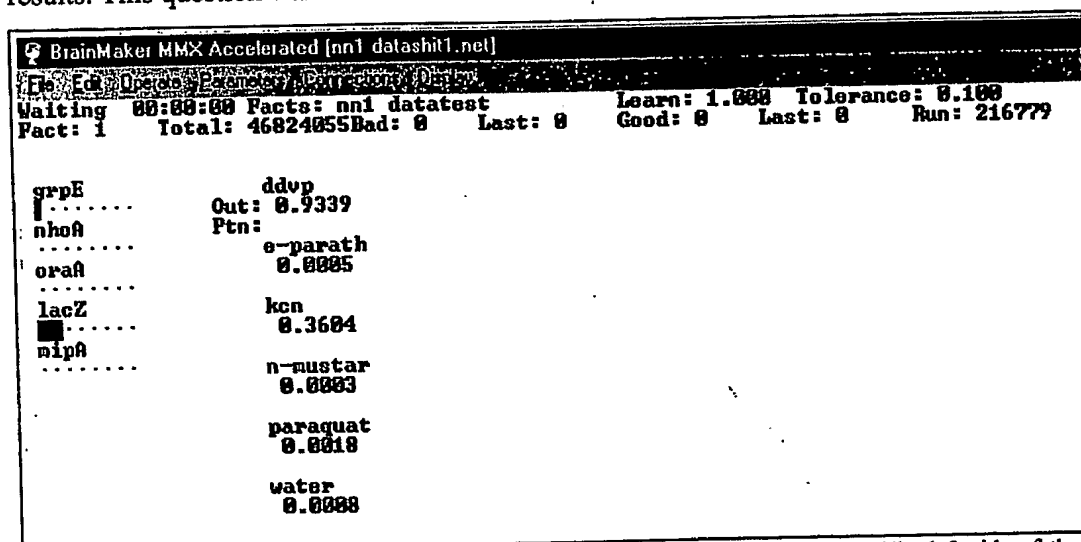 results. This question
BrainMaker MMX Accelerated [nn1 datashit1.net]
File Edit Operate Parameters Connections Display
Waiting 00:00:00 Facts: nn1 datatest Learn: 1.000 Tolerance: 0.100
Fact: 1 Total: 46824055Bad: 0 Last: 0 Good: 0 Last: 0 Run: 216779
grpE ddvp
Out: 0.9339
nhoA Ptn:
e-parath
oraA 0.0005
lacZ kcn
0.3604
mipA
n-mustar
0.0003
paraquat
0.0018
water
0.0008